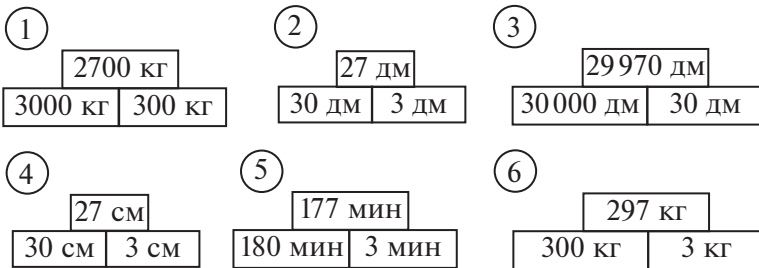 1 2 3
2700 кг 27 дм 29 970 дм
3000 кг 300 кг 30 дм 3 дм 30 000 дм 30 дм
4 5 6
27 см 177 мин 297 кг
30 см 3 см 180 мин 3 мин 300 кг 3 кг